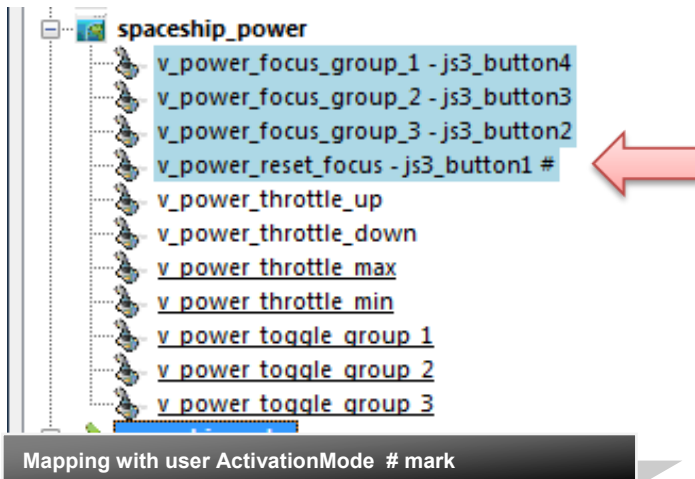 spaceship_power
v_power_focus_group_1 - js3_button4
v_power_focus_group_2 - js3_button3
v_power_focus_group_3 - js3_button2
v_power_reset_focus - js3_button1 #
v_power_throttle_up
v_power_throttle_down
v_power_throttle_max
v_power_throttle_min
v_power_toggle_group_1
v_power_toggle_group_2
v_power_toggle_group_3
Mapping with user ActivationMode # mark